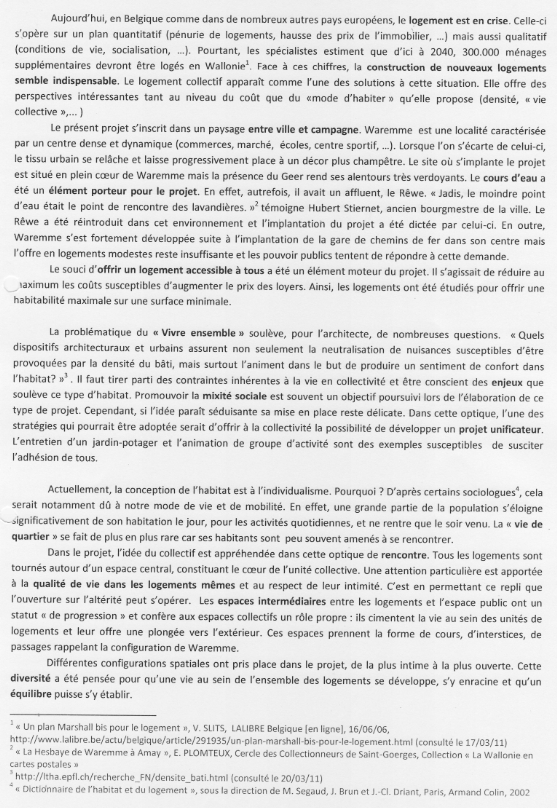 Aujourd'hui, en Belgique comme dans de nombreux autres pays européens, le logement est en crise. Celle-ci
s'opère sur un plan quantitatif (pénurie de logements, hausse des prix de l'immobilier, ...) mais aussi qualitatif
(conditions de vie, socialisation, ...). Pourtant, les spécialistes estiment que d'ici à 2040, 300.000 ménages
supplémentaires devront être logés en Wallonie¹. Face à ces chiffres, la construction de nouveaux logements
semble indispensable. Le logement collectif apparaît comme l'une des solutions à cette situation. Elle offre des
perspectives intéressantes tant au niveau du coût que du «mode d'habiter » qu'elle propose (densité, « vie
collective »,... )
Le présent projet s'inscrit dans un paysage entre ville et campagne. Waremme est une localité caractérisée
par un centre dense et dynamique (commerces, marché, écoles, centre sportif, ...). Lorsque l'on s'écarte de celui-ci,
le tissu urbain se relâche et laisse progressivement place à un décor plus champêtre. Le site où s'implante le projet
est situé en plein cœur de Waremme mais la présence du Geer rend ses alentours très verdoyants. Le cours d'eau a
été un élément porteur pour le projet. En effet, autrefois, il avait un affluent, le Rêwe. « Jadis, le moindre point
d'eau était le point de rencontre des lavandières. »² témoigne Hubert Stiernet, ancien bourgmestre de la ville. Le
Rêwe a été réintroduit dans cet environnement et l'implantation du projet a été dictée par celui-ci. En outre,
Waremme s'est fortement développée suite à l'implantation de la gare de chemins de fer dans son centre mais
l'offre en logements modestes reste insuffisante et les pouvoir publics tentent de répondre à cette demande.
Le souci d'offrir un logement accessible à tous a été un élément moteur du projet. Il s'agissait de réduire au
maximum les coûts susceptibles d'augmenter le prix des loyers. Ainsi, les logements ont été étudiés pour offrir une
habitabilité maximale sur une surface minimale.
La problématique du « Vivre ensemble » soulève, pour l'architecte, de nombreuses questions. « Quels
dispositifs architecturaux et urbains assurent non seulement la neutralisation de nuisances susceptibles d'être
provoquées par la densité du bâti, mais surtout l'animent dans le but de produire un sentiment de confort dans
l'habitat? »³ . Il faut tirer parti des contraintes inhérentes à la vie en collectivité et être conscient des enjeux que
soulève ce type d'habitat. Promouvoir la mixité sociale est souvent un objectif poursuivi lors de l'élaboration de ce
type de projet. Cependant, si l'idée paraît séduisante sa mise en place reste délicate. Dans cette optique, l'une des
stratégies qui pourrait être adoptée serait d'offrir à la collectivité la possibilité de développer un projet unificateur.
L'entretien d'un jardin-potager et l'animation de groupe d'activité sont des exemples susceptibles de susciter
l'adhésion de tous.
Actuellement, la conception de l'habitat est à l'individualisme. Pourquoi ? D'après certains sociologues⁴, cela
serait notamment dû à notre mode de vie et de mobilité. En effet, une grande partie de la population s'éloigne
significativement de son habitation le jour, pour les activités quotidiennes, et ne rentre que le soir venu. La « vie de
quartier » se fait de plus en plus rare car ses habitants sont peu souvent amenés à se rencontrer.
Dans le projet, l'idée du collectif est appréhendée dans cette optique de rencontre. Tous les logements sont
tournés autour d'un espace central, constituant le cœur de l'unité collective. Une attention particulière est apportée
à la qualité de vie dans les logements mêmes et au respect de leur intimité. C'est en permettant ce repli que
l'ouverture sur l'altérité peut s'opérer. Les espaces intermédiaires entre les logements et l'espace public ont un
statut « de progression » et confère aux espaces collectifs un rôle propre : ils cimentent la vie au sein des unités de
logements et leur offre une plongée vers l'extérieur. Ces espaces prennent la forme de cours, d'interstices, de
passages rappelant la configuration de Waremme.
Différentes configurations spatiales ont pris place dans le projet, de la plus intime à la plus ouverte. Cette
diversité a été pensée pour qu'une vie au sein de l'ensemble des logements se développe, s'y enracine et qu'un
équilibre puisse s'y établir.
¹ « Un plan Marshall bis pour le logement », V. SLITS, LALIBRE Belgique [en ligne], 16/06/06,
http://www.lalibre.be/actu/belgique/article/291935/un-plan-marshall-bis-pour-le-logement.html (consulté le 17/03/11)
² « La Hesbaye de Waremme à Amay », E. PLOMTEUX, Cercle des Collectionneurs de Saint-Goerges, Collection « La Wallonie en
cartes postales »
³ http://ltha.epfl.ch/recherche_FN/densite_bati.html (consulté le 20/03/11)
⁴ « Dictionnaire de l'habitat et du logement », sous la direction de M. Segaud, J. Brun et J.-Cl. Driant, Paris, Armand Colin, 2002